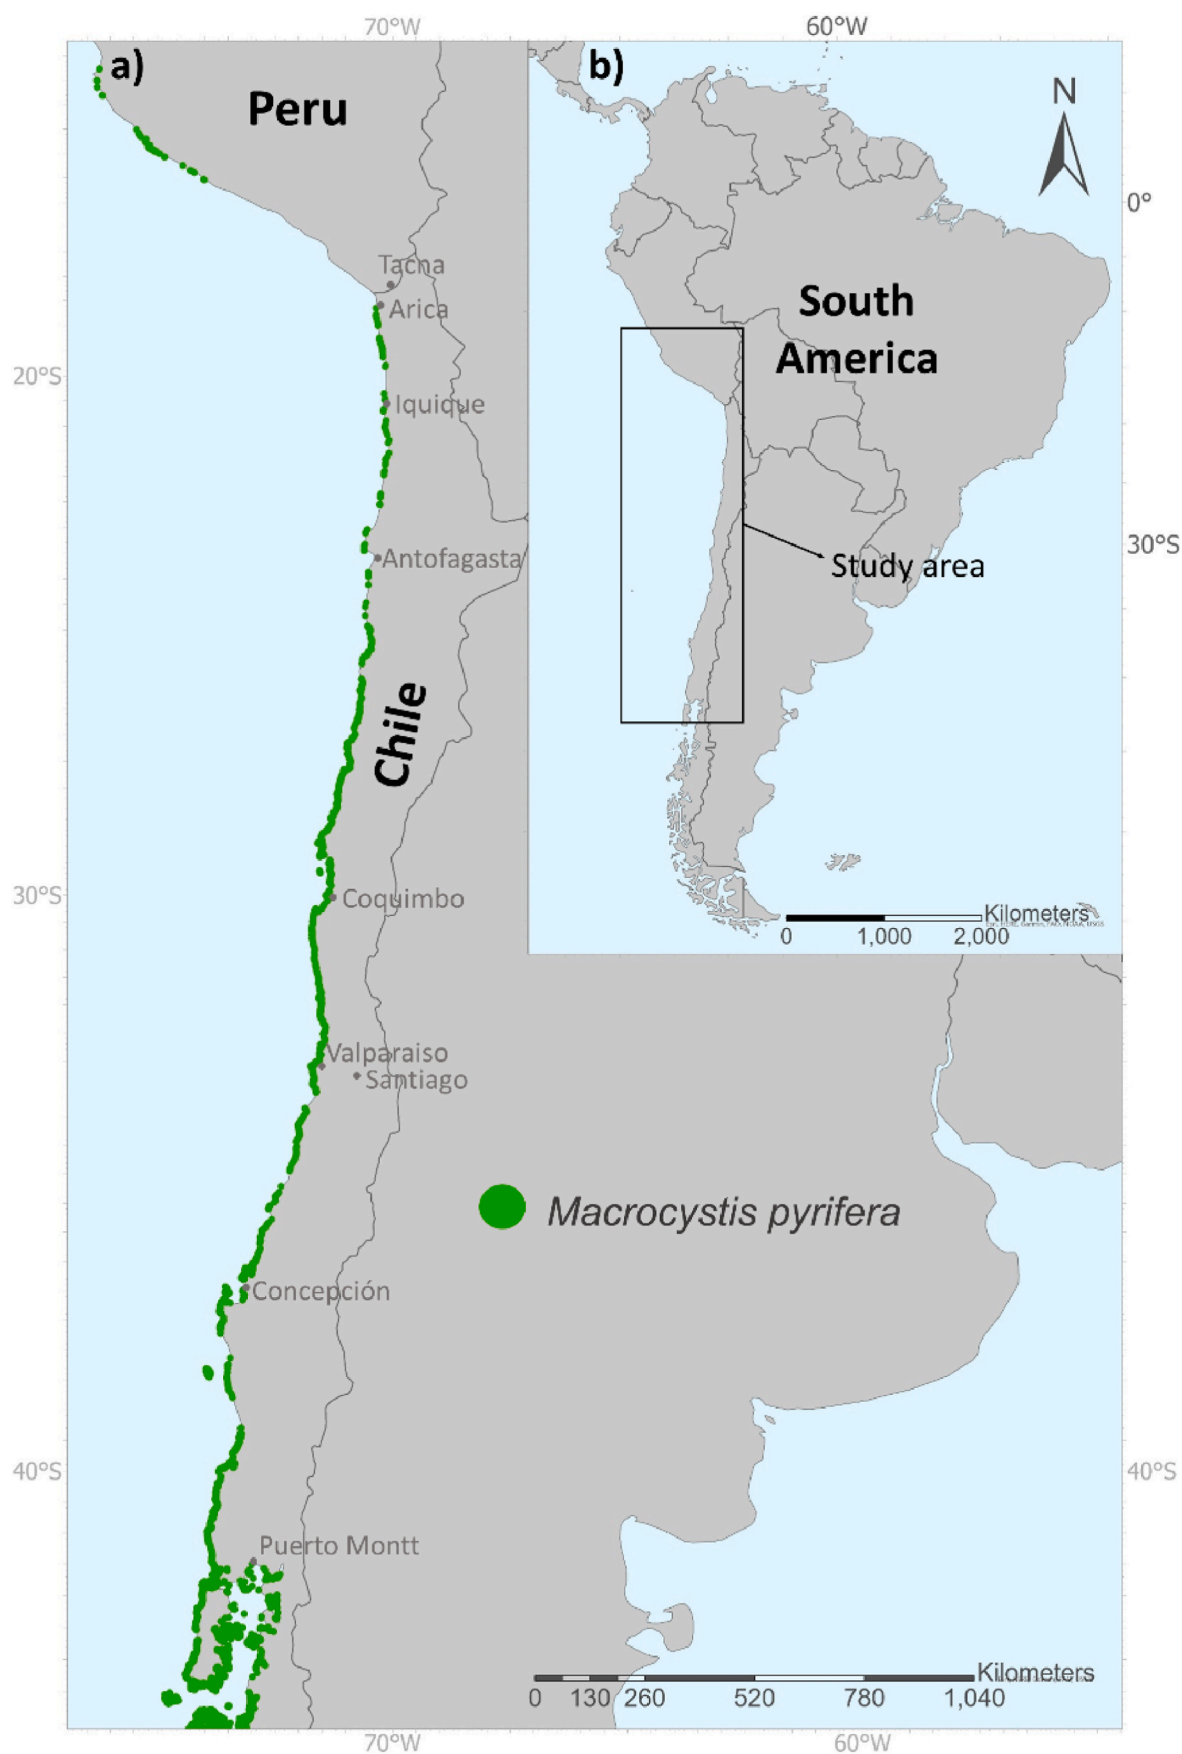 70°W
60°W
a)
b)
Peru
N
0°
Tacna
Arica
South
America
20°S
Iquique
30°S
Antofagasta
Study area
Chile
30°S
Coquimbo
Kilometers
0 1,000 2,000
Valparaiso
Santiago
Macrocystis pyrifera
Concepción
40°S
40°S
Puerto Montt
Kilometers
0 130 260 520 780 1,040
70°W
60°W